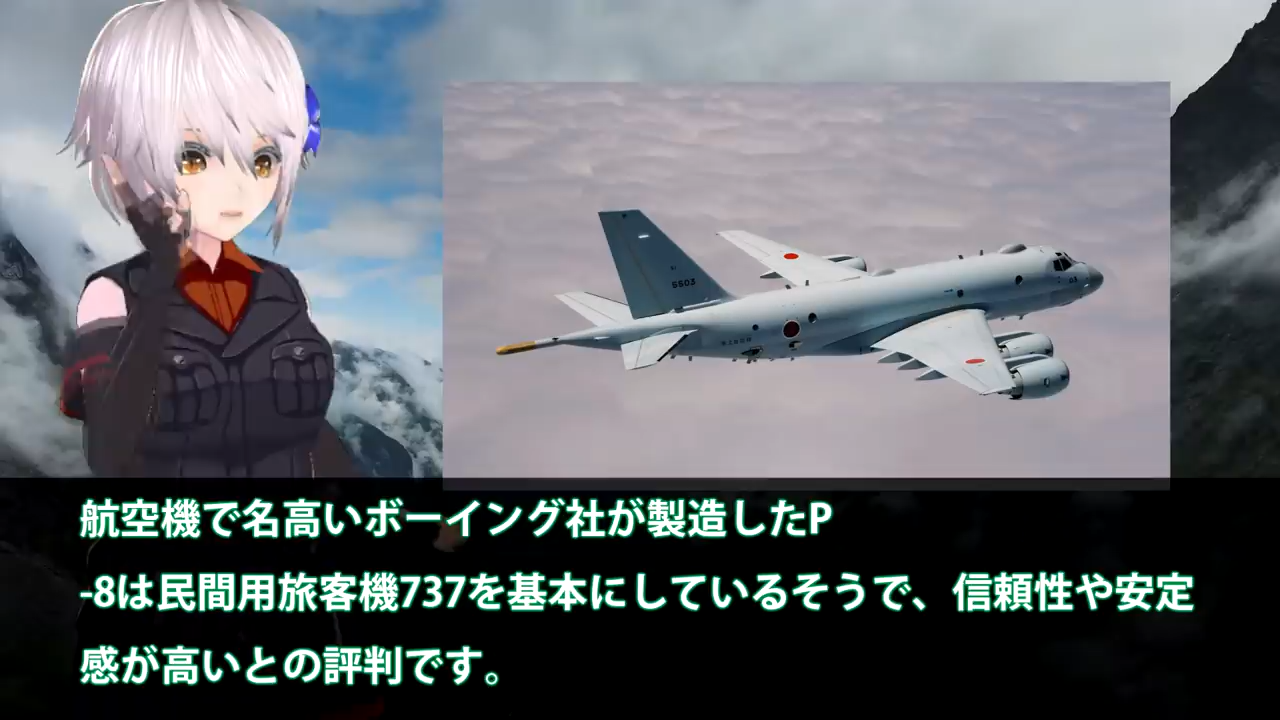 5503
航空機で名高いボーイング社が製造したP
-8は民間用旅客機737を基本にしているそうで、信頼性や安定
感が高いとの評判です。